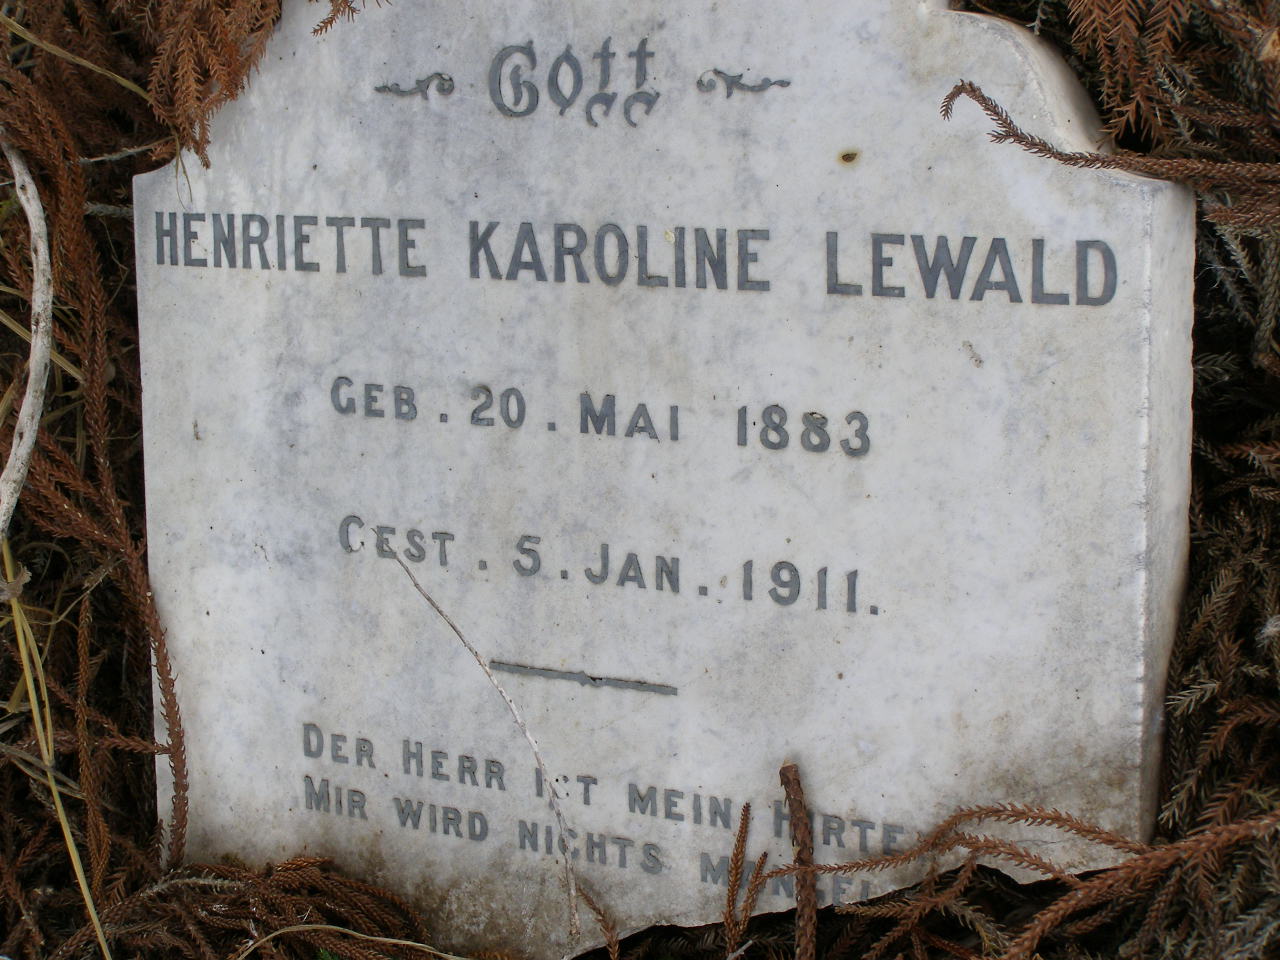 Gott
HENRIETTE KAROLINE LEWALD
GEB. 20. MAI 1883
GEST. 5. JAN. 1911.
DER HERR IST MEIN HIRTE
MIR WIRD NICHTS MANGEL